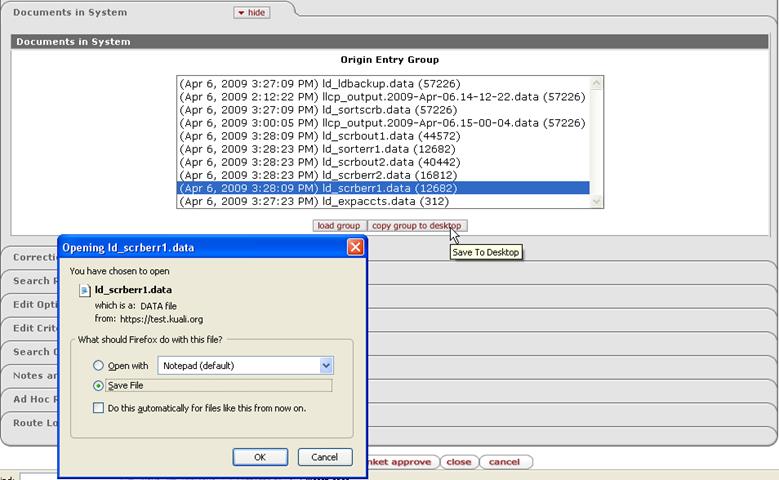 Documents in System
hide
Documents in System
Origin Entry Group
(Apr 6, 2009 3:27:09 PM) ld_ldbackup.data (57226)
(Apr 6, 2009 2:12:22 PM) llcp_output.2009-Apr-06.14-12-22.data (57226)
(Apr 6, 2009 3:27:09 PM) ld_sortscrb.data (57226)
(Apr 6, 2009 3:00:05 PM) llcp_output.2009-Apr-06.15-00-04.data (57226)
(Apr 6, 2009 3:28:09 PM) ld_scrbout1.data (44572)
(Apr 6, 2009 3:28:23 PM) ld_sorterr1.data (12682)
(Apr 6, 2009 3:28:23 PM) ld_scrbout2.data (40442)
(Apr 6, 2009 3:28:23 PM) ld_scrberr2.data (16812)
(Apr 6, 2009 3:28:09 PM) ld_scrberr1.data (12682)
(Apr 6, 2009 3:27:23 PM) ld_expaccts.data (312)
load group copy group to desktop
Save To Desktop
Opening ld_scrberr1.data
You have chosen to open
ld_scrberr1.data
which is a: DATA file
from: https://test.kuali.org
What should Firefox do with this file?
Open with Notepad (default)
Save File
Do this automatically for files like this from now on.
OK Cancel
Correcti
Search R
Edit Opti
Edit Crite
Search C
Notes an
Ad Hoc R
Route Lo
nket approve close cancel